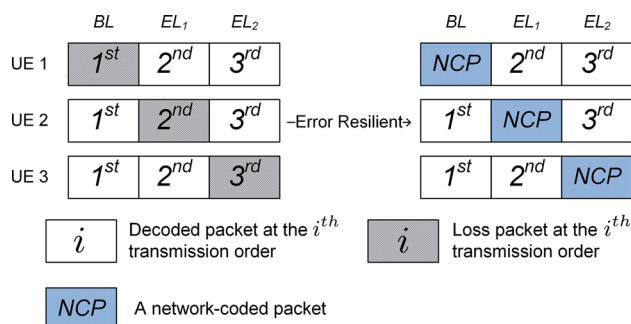 BL EL₁ EL₂ BL EL₁ EL₂
UE 1 1st 2nd 3rd NCP 2nd 3rd
UE 2 1st 2nd 3rd –Error Resilient→ 1st NCP 3rd
UE 3 1st 2nd 3rd 1st 2nd NCP
i Decoded packet at the ith
transmission order
i Loss packet at the ith
transmission order
NCP A network-coded packet